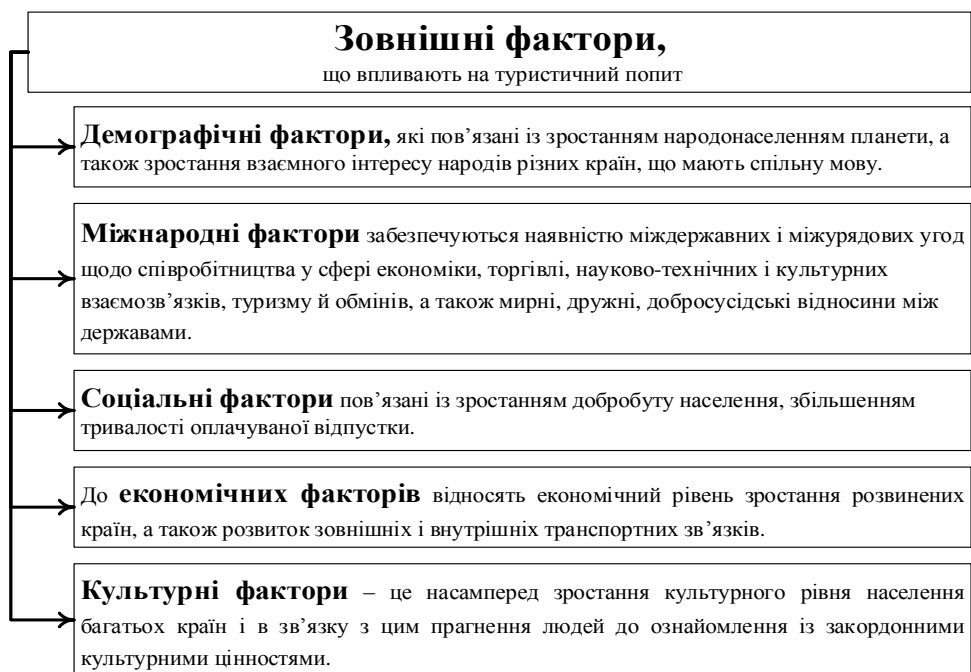 Зовнішні фактори,
що впливають на туристичний попит
Демографічні фактори, які пов’язані із зростанням народонаселенням планети, а
також зростання взаємного інтересу народів різних країн, що мають спільну мову.
Міжнародні фактори забезпечуються наявністю міждержавних і міжурядових угод
щодо співробітництва у сфері економіки, торгівлі, науково-технічних і культурних
взаємозв’язків, туризму й обмінів, а також мирні, дружні, добросусідські відносини між
державами.
Соціальні фактори пов’язані із зростанням добробуту населення, збільшенням
тривалості оплачуваної відпустки.
До економічних факторів відносять економічний рівень зростання розвинених
країн, а також розвиток зовнішніх і внутрішніх транспортних зв’язків.
Культурні фактори – це насамперед зростання культурного рівня населення
багатьох країн і в зв’язку з цим прагнення людей до ознайомлення із закордонними
культурними цінностями.